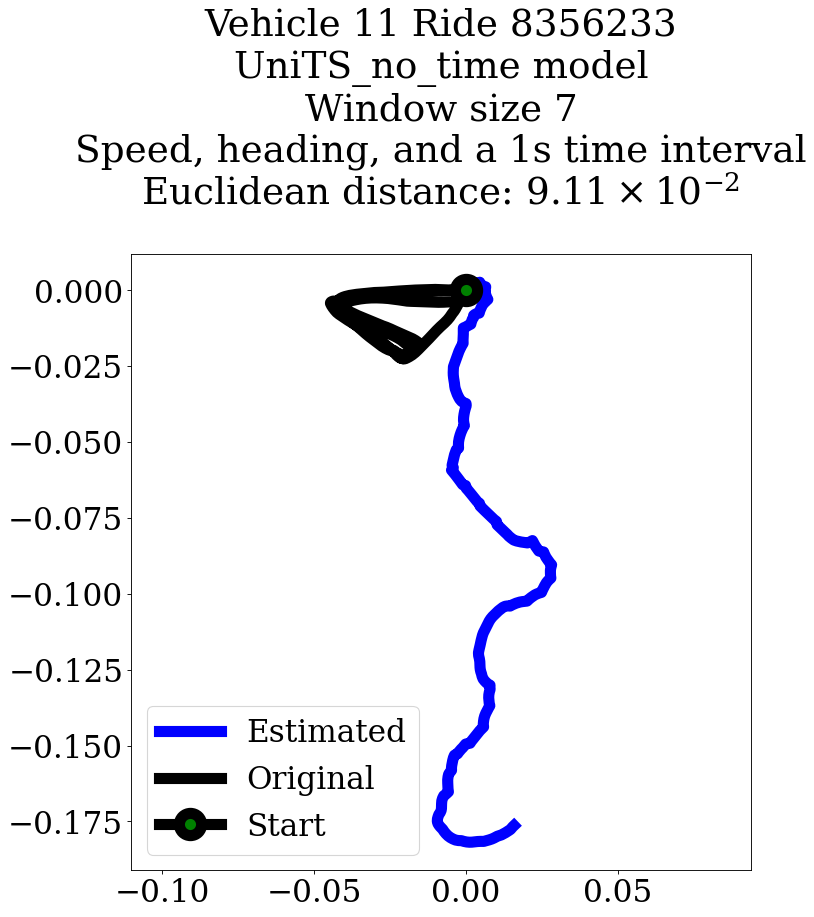 Vehicle 11 Ride 8356233
UniTS_no_time model
Window size 7
Speed, heading, and a 1s time interval
Euclidean distance: 9.11 × 10⁻²
0.000
−0.025
−0.050
−0.075
−0.100
−0.125
−0.150
−0.175
Estimated
Original
Start
−0.10
−0.05
0.00
0.05